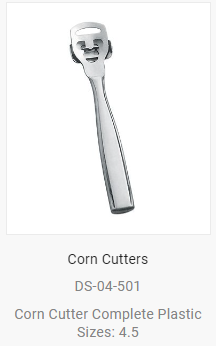 Corn Cutters
DS-04-501
Corn Cutter Complete Plastic
Sizes: 4.5